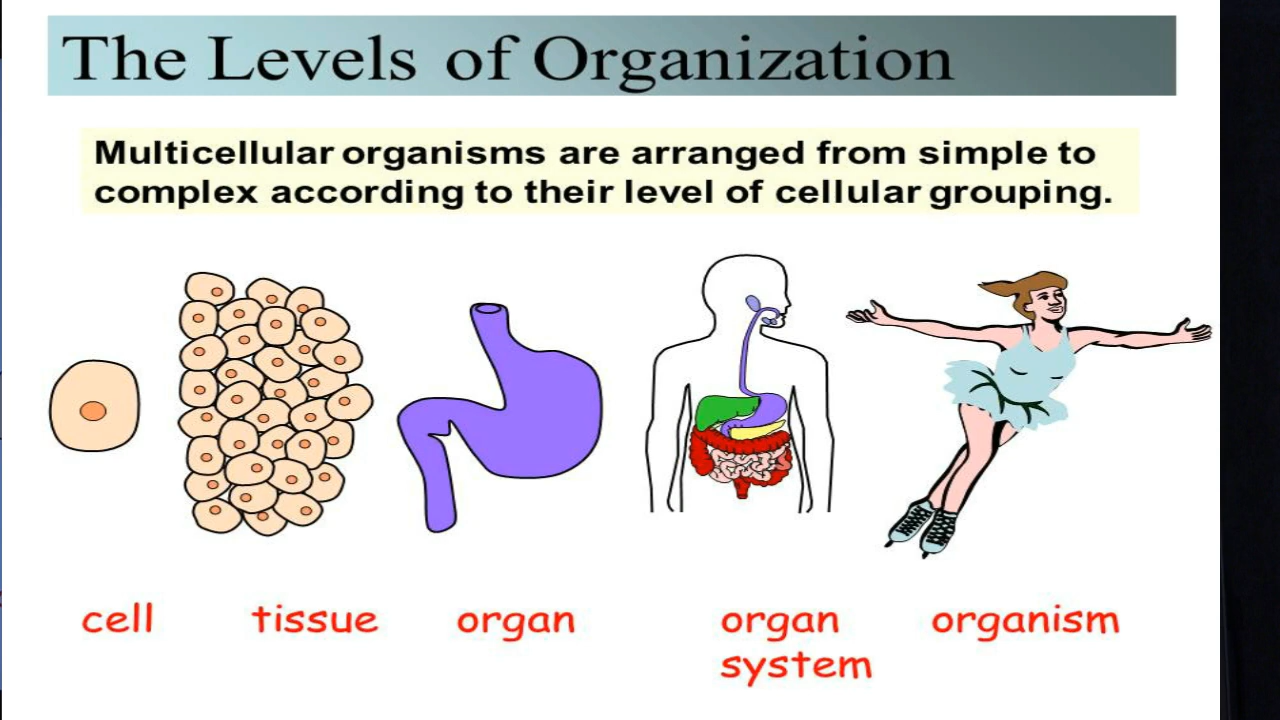 The Levels of Organization
Multicellular organisms are arranged from simple to
complex according to their level of cellular grouping.
cell
tissue
organ
organ
system
organism